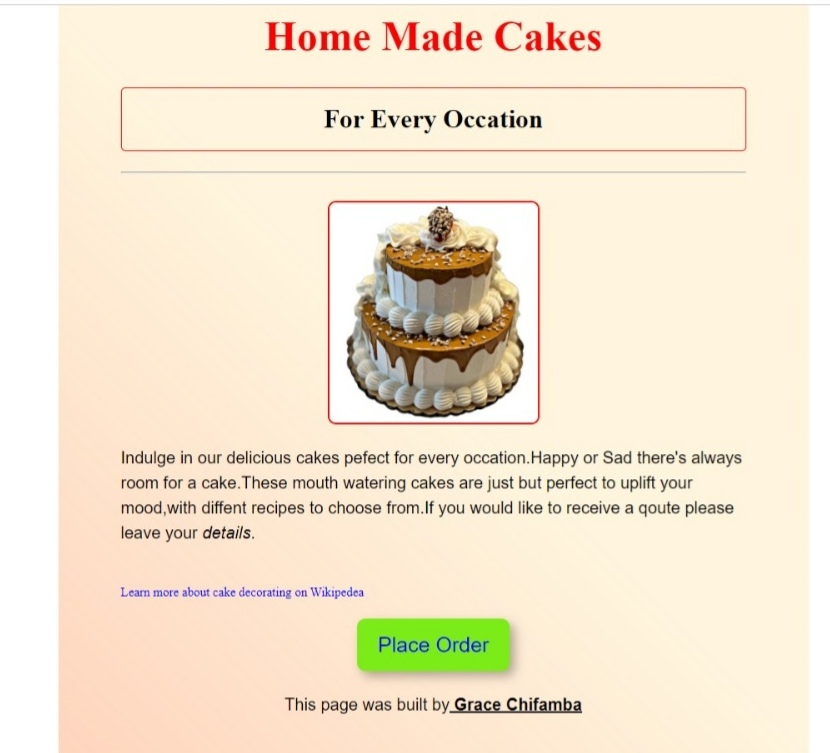 Home Made Cakes
For Every Occation
Indulge in our delicious cakes pefect for every occation.Happy or Sad there's always
room for a cake.These mouth watering cakes are just but perfect to uplift your
mood,with diffent recipes to choose from.If you would like to receive a qoute please
leave your details.
Learn more about cake decorating on Wikipedea
Place Order
This page was built by Grace Chifamba